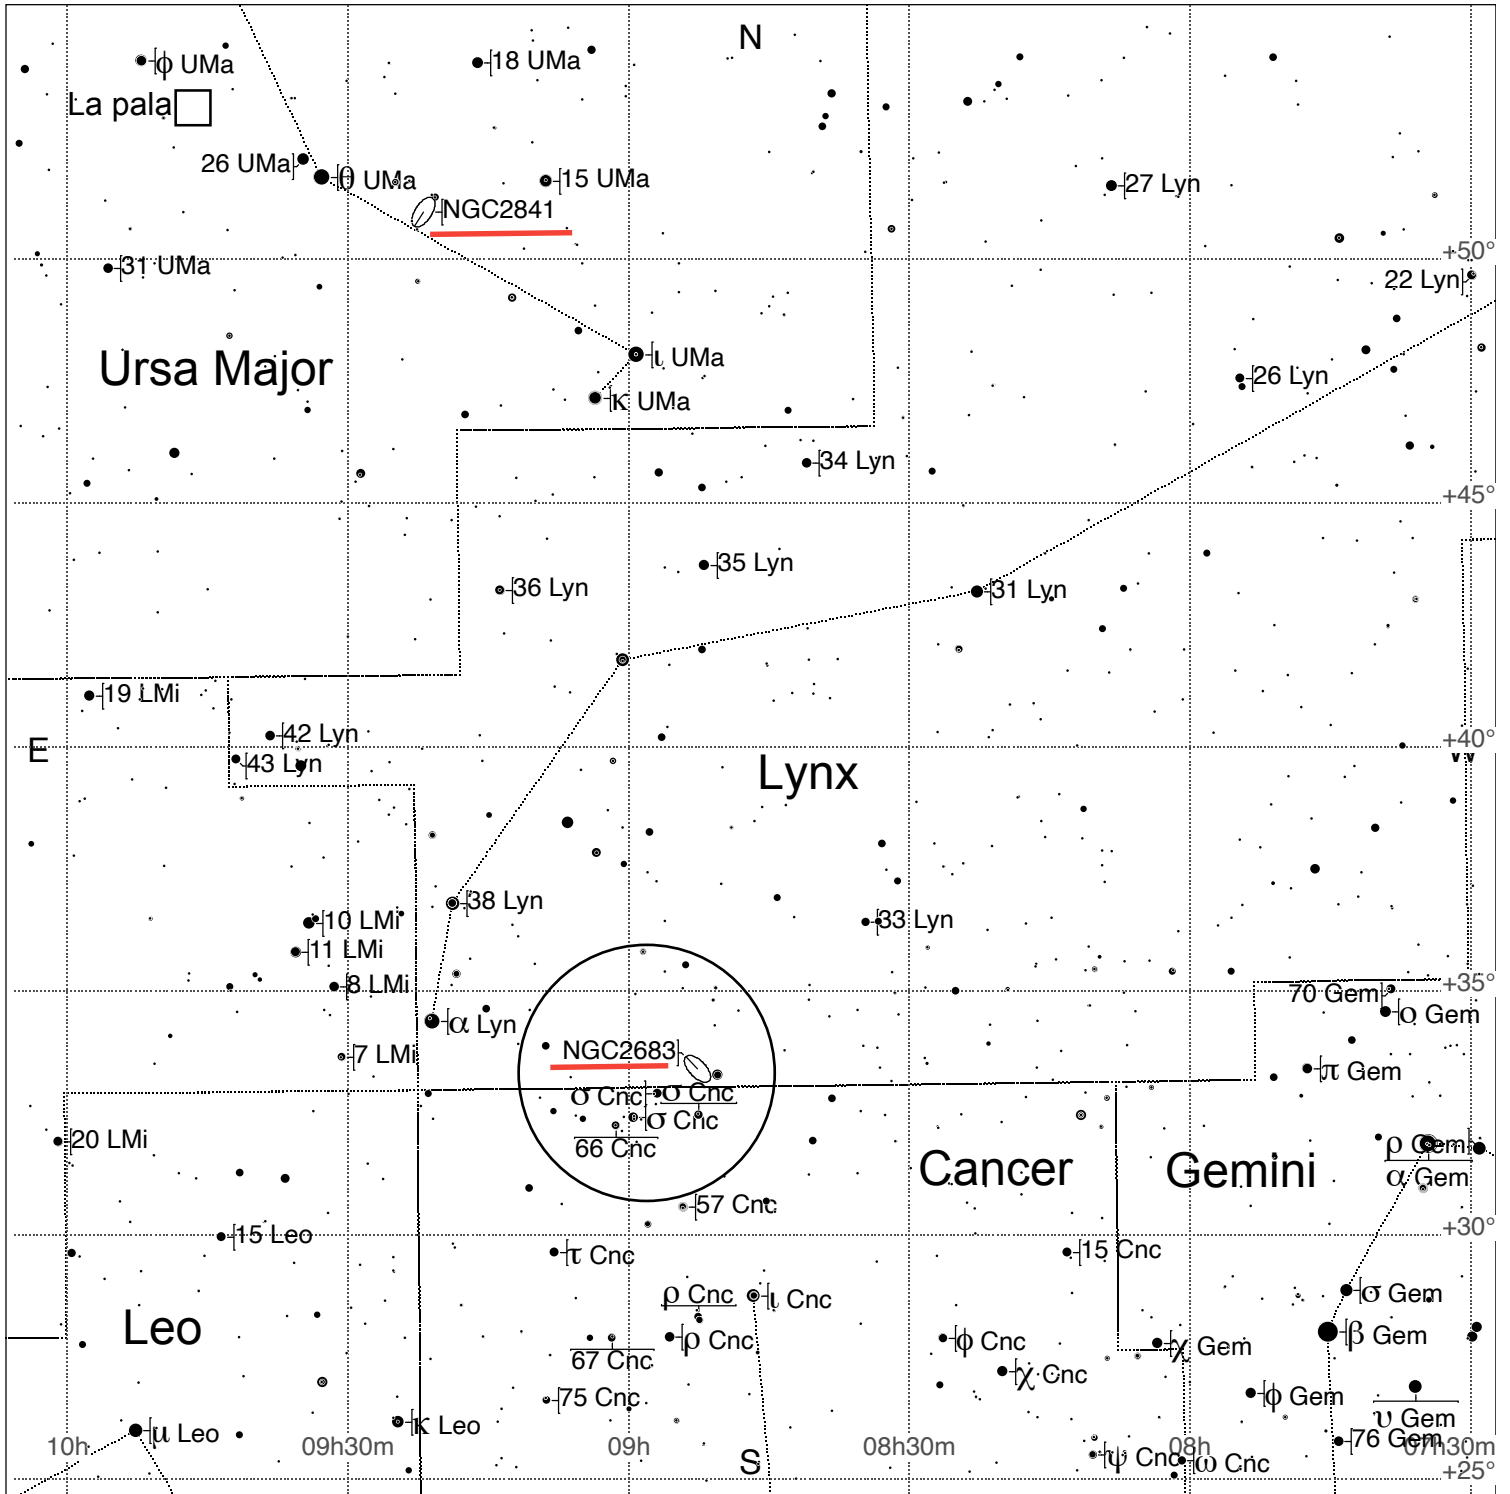 N
φ UMa
18 UMa
La pala
26 UMa
θ UMa
15 UMa
27 Lyn
NGC2841
+50°
31 UMa
22 Lyn
Ursa Major
ι UMa
26 Lyn
κ UMa
34 Lyn
+45°
35 Lyn
36 Lyn
31 Lyn
19 LMi
42 Lyn
+40°
E
43 Lyn
W
Lynx
38 Lyn
10 LMi
33 Lyn
11 LMi
8 LMi
+35°
70 Gem
ο Gem
α Lyn
NGC2683
7 LMi
π Gem
σ Cnc
σ Cnc
σ Cnc
20 LMi
66 Cnc
ρ Gem
Cancer
Gemini
α Gem
57 Cnc
+30°
15 Leo
τ Cnc
15 Cnc
ρ Cnc
ι Cnc
σ Gem
Leo
ρ Cnc
φ Cnc
χ Gem
β Gem
67 Cnc
χ Cnc
75 Cnc
φ Gem
κ Leo
υ Gem
μ Leo
76 Gem
10h
09h30m
09h
08h30m
08h
07h30m
S
ψ Cnc
ω Cnc
+25°